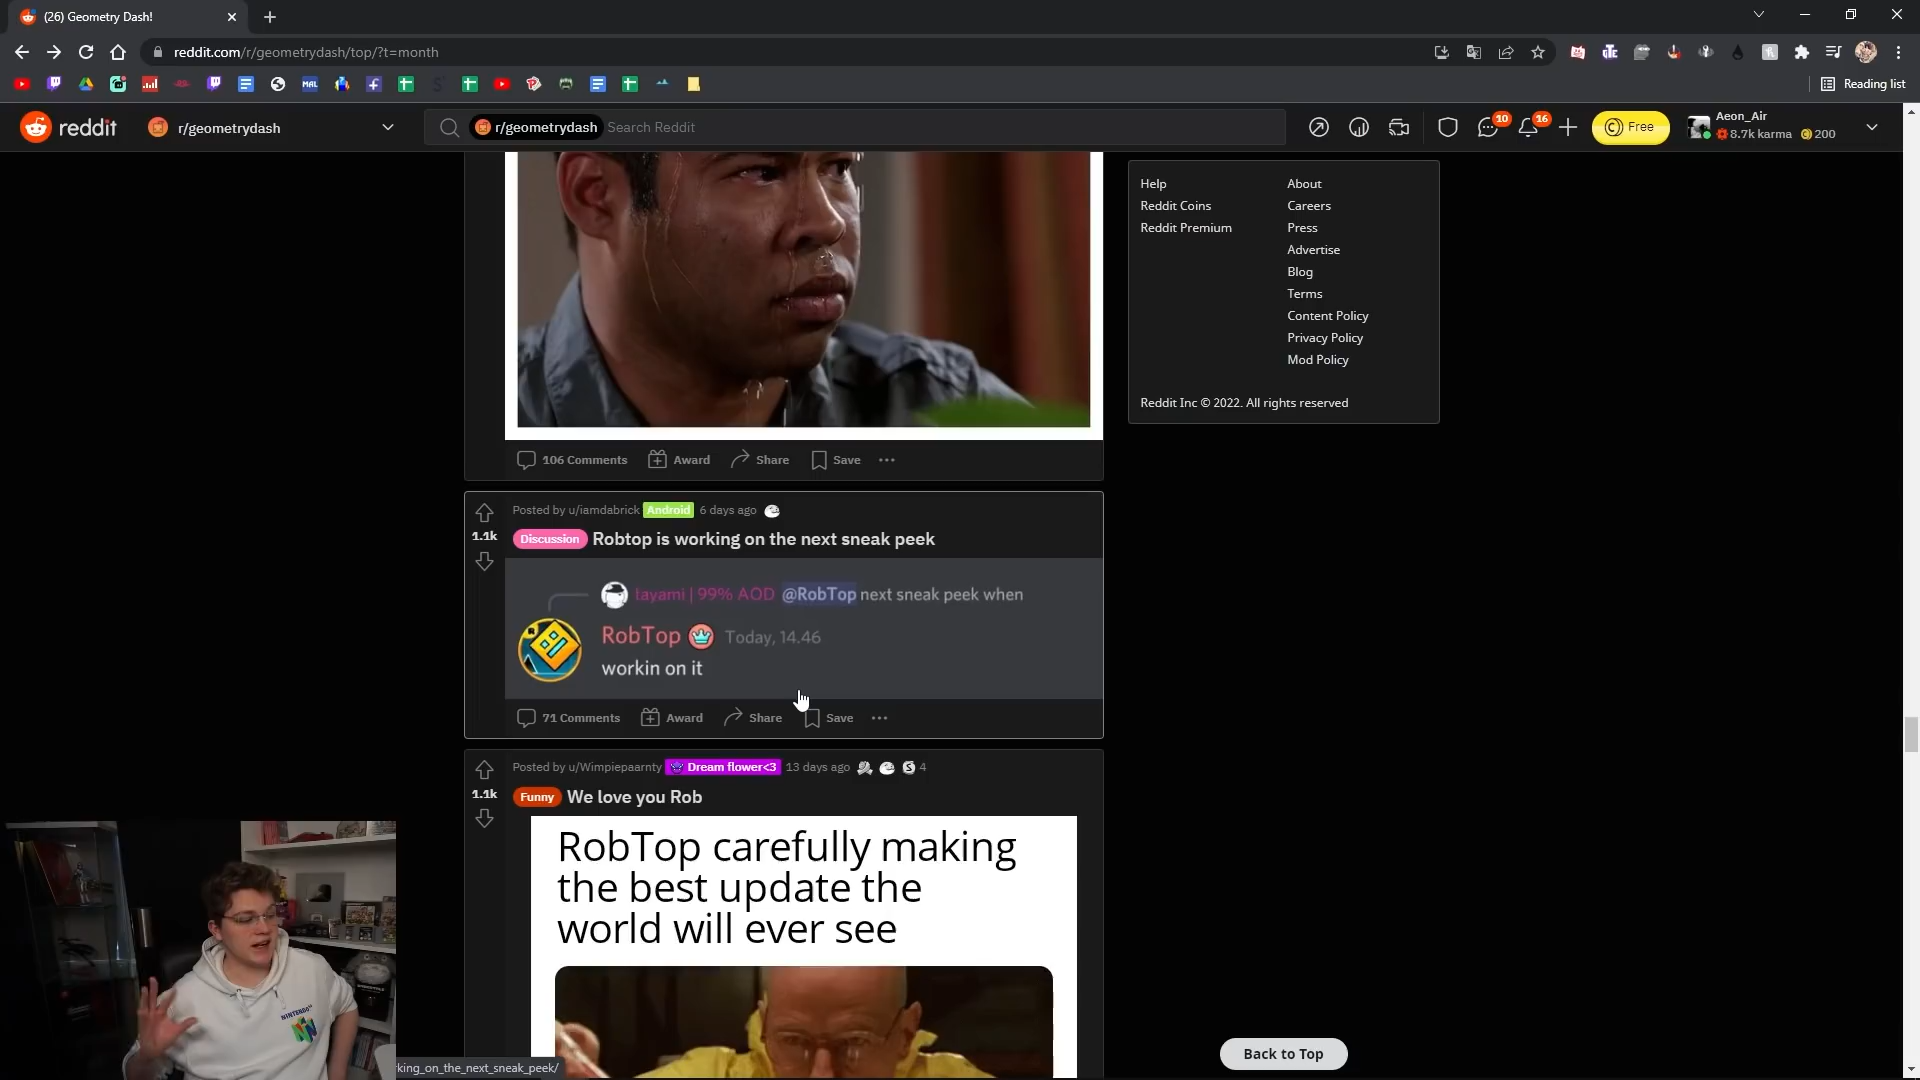 (26) Geometry Dash!
reddit.com/r/geometrydash/top/?t=month
MAL
Reading list
reddit
r/geometrydash
r/geometrydash Search Reddit
10
16
Free
Aeon_Air
8.7k karma 200
Help
About
Reddit Coins
Careers
Reddit Premium
Press
Advertise
Blog
Terms
Content Policy
Privacy Policy
Mod Policy
Reddit Inc © 2022. All rights reserved
106 Comments Award Share Save
Posted by u/iamdabrick Android 6 days ago
1.1k
Discussion Robtop is working on the next sneak peek
tayami | 99% AOD @RobTop next sneak peek when
RobTop Today, 14.46
workin on it
71 Comments Award Share Save
Posted by u/Wimpiepaarnty Dream flower<3 13 days ago 4
1.1k
Funny We love you Rob
RobTop carefully making
the best update the
world will ever see
NINTENDO
king_on_the_next_sneak_peek/
Back to Top